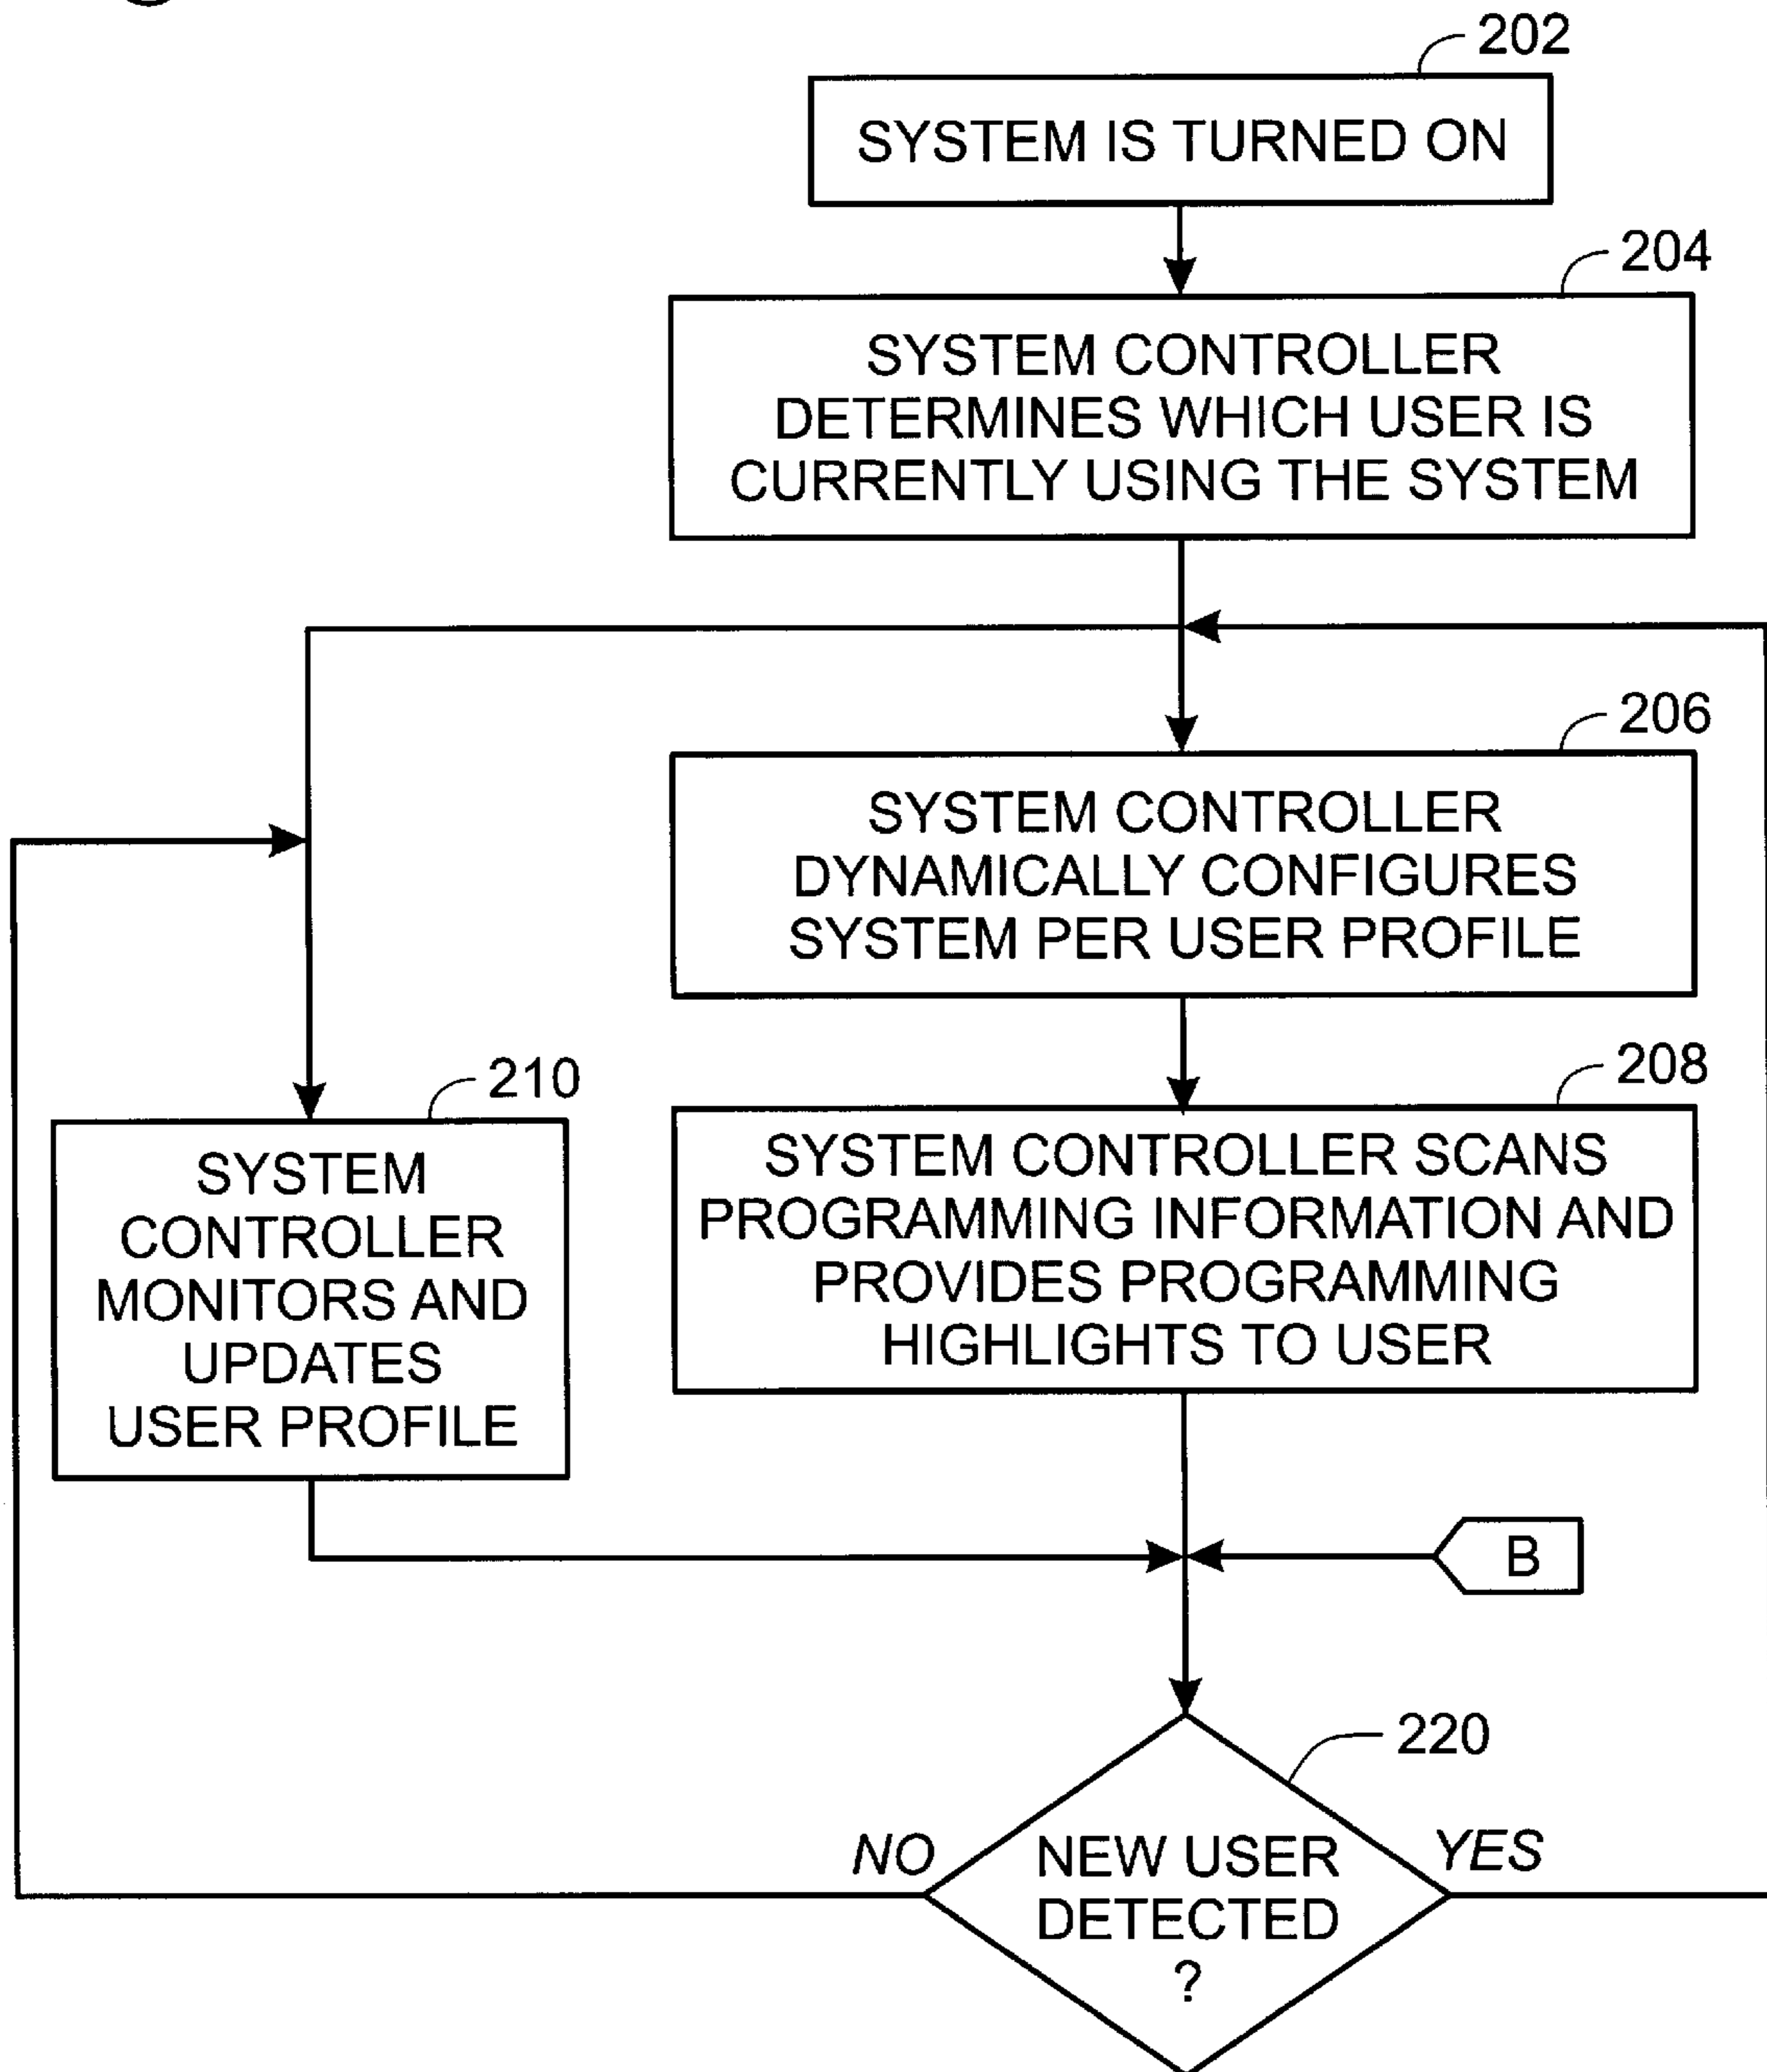 202
SYSTEM IS TURNED ON
204
SYSTEM CONTROLLER
DETERMINES WHICH USER IS
CURRENTLY USING THE SYSTEM
206
SYSTEM CONTROLLER
DYNAMICALLY CONFIGURES
SYSTEM PER USER PROFILE
210
SYSTEM
CONTROLLER
MONITORS AND
UPDATES
USER PROFILE
208
SYSTEM CONTROLLER SCANS
PROGRAMMING INFORMATION AND
PROVIDES PROGRAMMING
HIGHLIGHTS TO USER
B
220
NO
NEW USER
DETECTED
?
YES